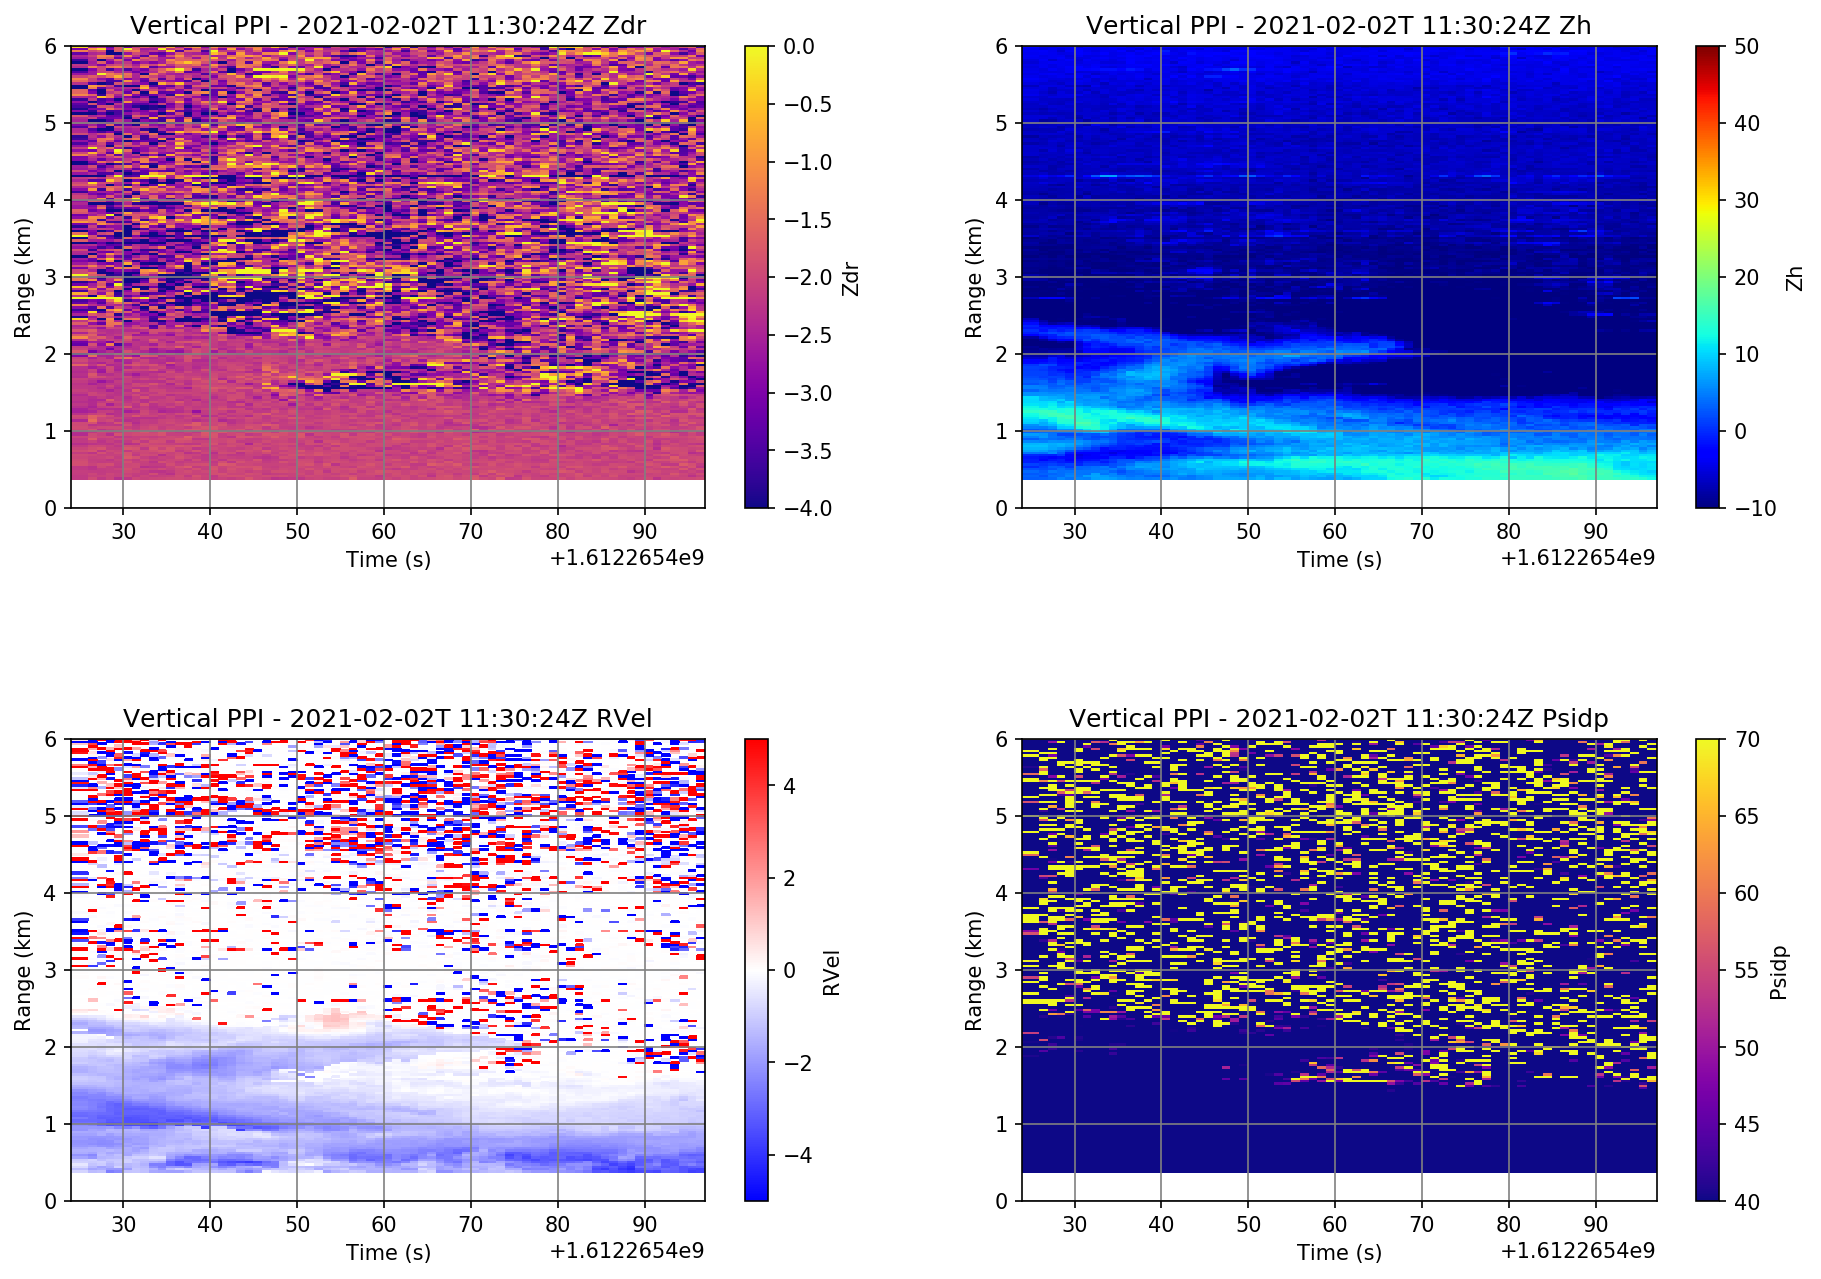 Vertical PPI - 2021-02-02T 11:30:24Z Zdr
6
5
4
3
2
1
0
Range (km)
30 40 50 60 70 80 90
Time (s)
+1.6122654e9
0.0
−0.5
−1.0
−1.5
−2.0
−2.5
−3.0
−3.5
−4.0
Zdr
Vertical PPI - 2021-02-02T 11:30:24Z Zh
6
5
4
3
2
1
0
Range (km)
30 40 50 60 70 80 90
Time (s)
+1.6122654e9
50
40
30
20
10
0
−10
Zh
Vertical PPI - 2021-02-02T 11:30:24Z RVel
6
5
4
3
2
1
0
Range (km)
30 40 50 60 70 80 90
Time (s)
+1.6122654e9
4
2
0
−2
−4
RVel
Vertical PPI - 2021-02-02T 11:30:24Z Psidp
6
5
4
3
2
1
0
Range (km)
30 40 50 60 70 80 90
Time (s)
+1.6122654e9
70
65
60
55
50
45
40
Psidp